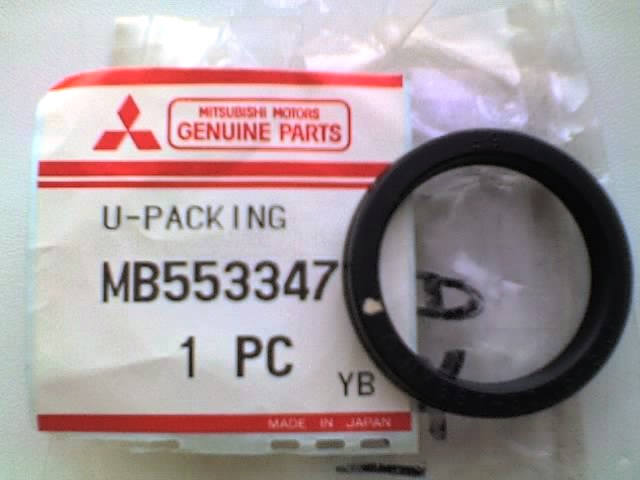 MITSUBISHI MOTORS
GENUINE PARTS
U-PACKING
MB553347
1 PC
YB
MADE IN JAPAN